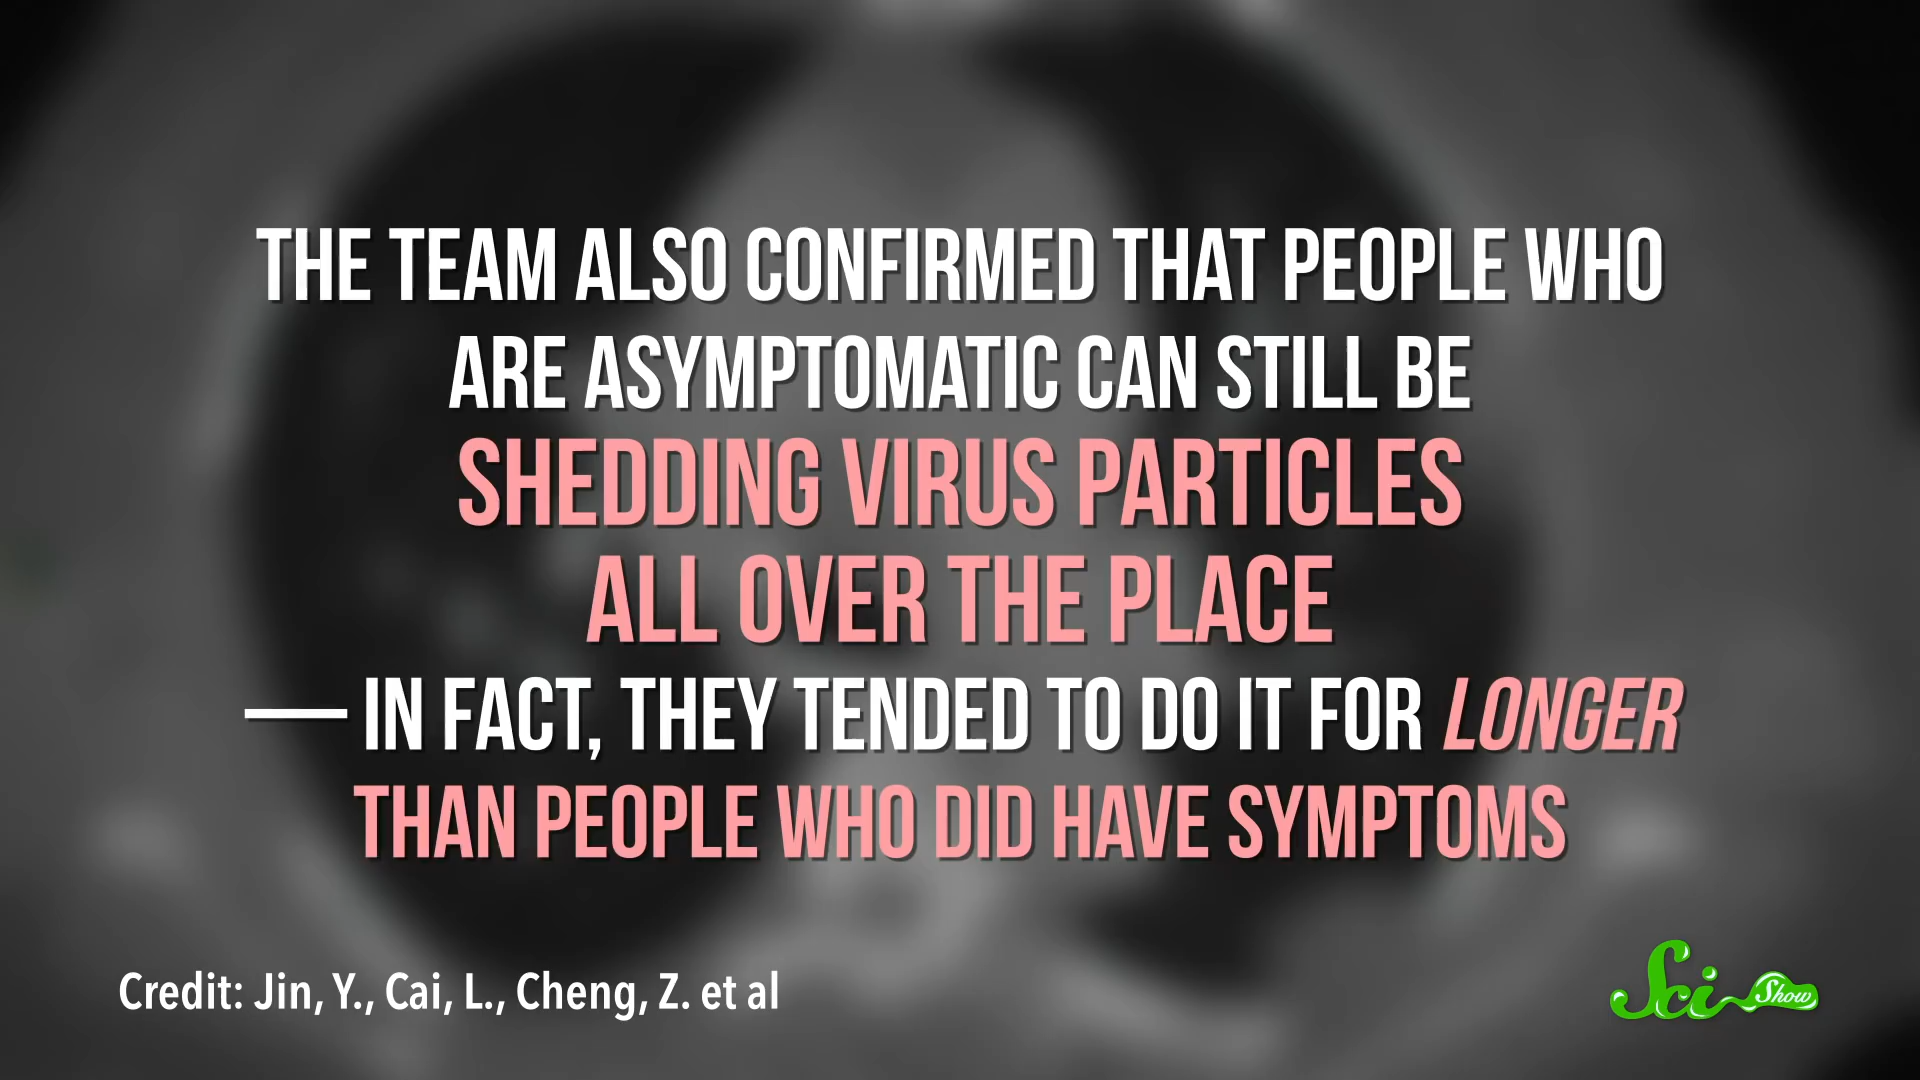 THE TEAM ALSO CONFIRMED THAT PEOPLE WHO
ARE ASYMPTOMATIC CAN STILL BE
SHEDDING VIRUS PARTICLES
ALL OVER THE PLACE
— IN FACT, THEY TENDED TO DO IT FOR LONGER
THAN PEOPLE WHO DID HAVE SYMPTOMS
Credit: Jin, Y., Cai, L., Cheng, Z. et al
Sci Show